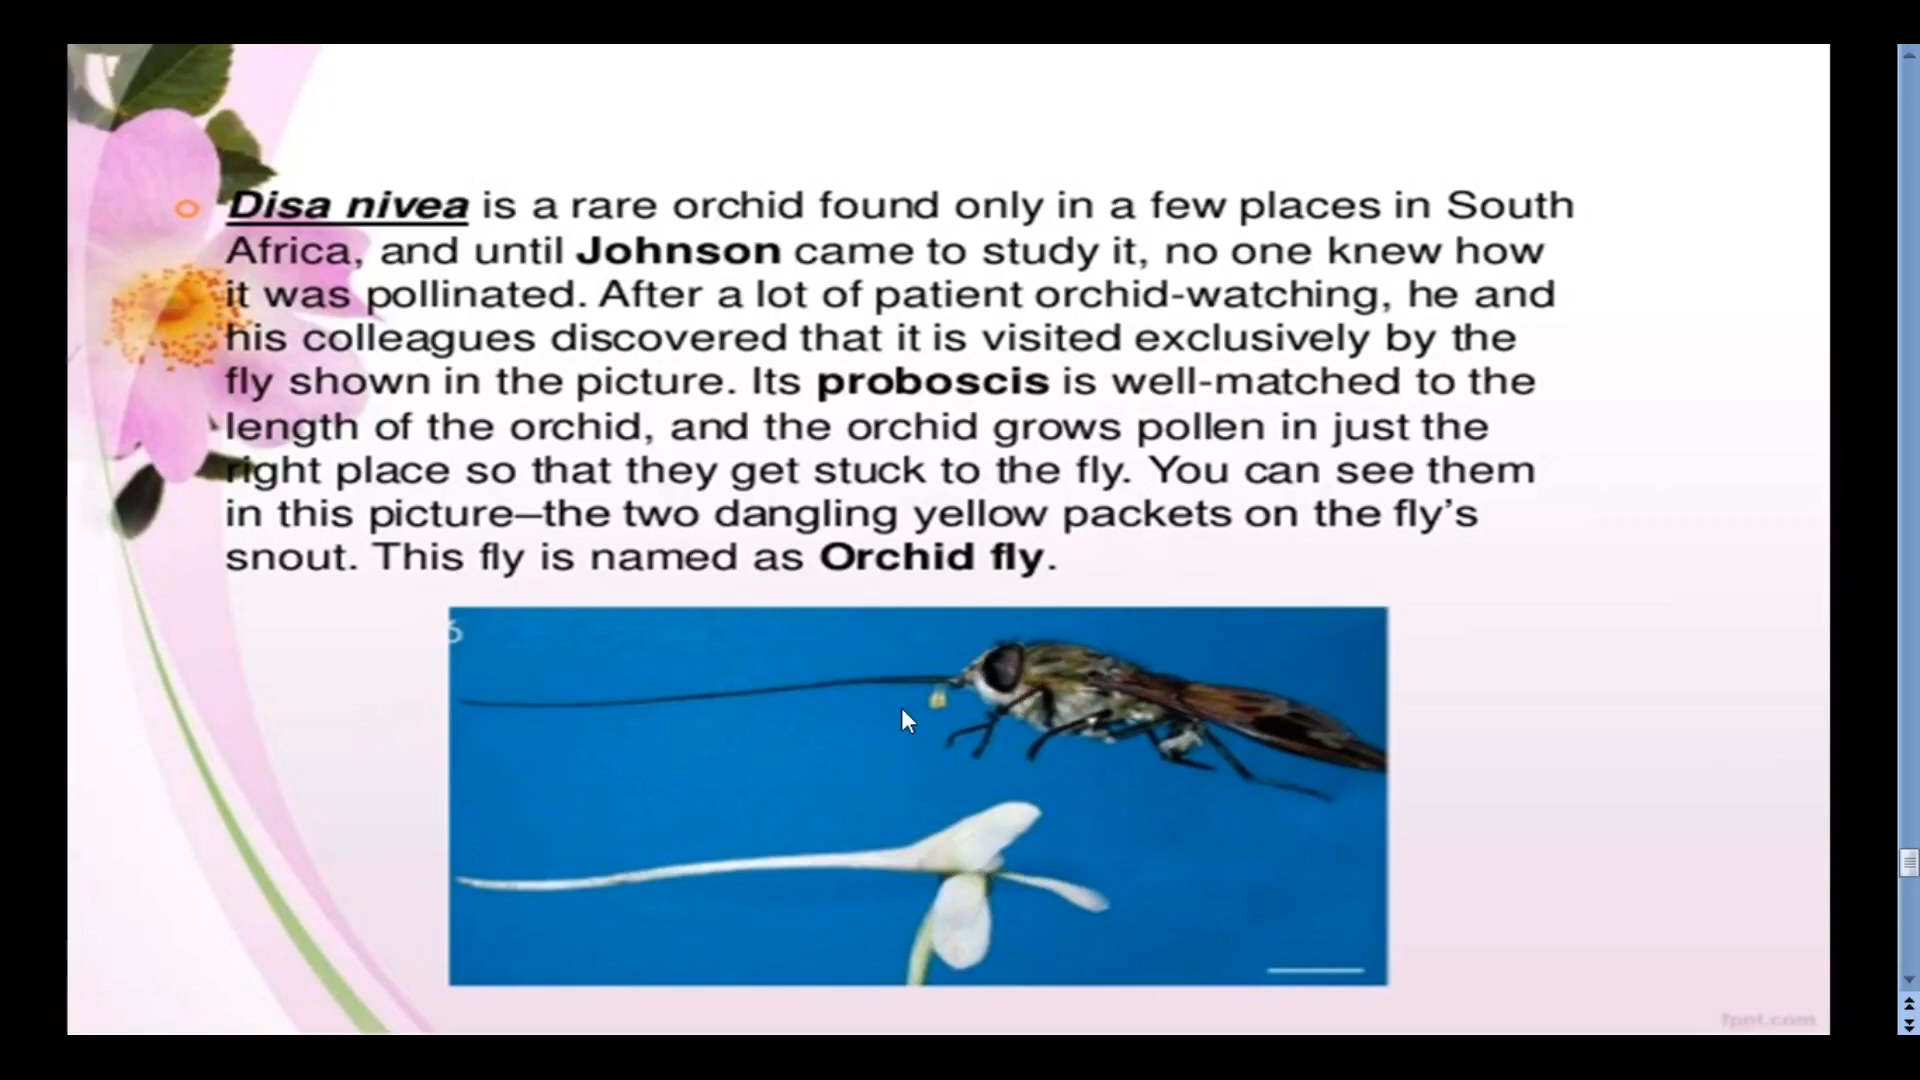 Disa nivea is a rare orchid found only in a few places in South
Africa, and until Johnson came to study it, no one knew how
it was pollinated. After a lot of patient orchid-watching, he and
his colleagues discovered that it is visited exclusively by the
fly shown in the picture. Its proboscis is well-matched to the
length of the orchid, and the orchid grows pollen in just the
right place so that they get stuck to the fly. You can see them
in this picture—the two dangling yellow packets on the fly’s
snout. This fly is named as Orchid fly.
6
fppt.com